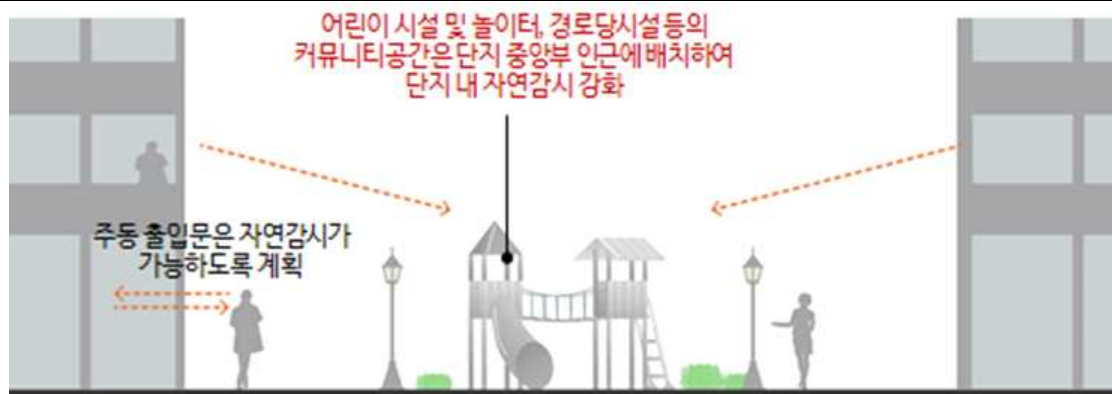 어린이 시설 및 놀이터, 경로당시설 등의
커뮤니티공간은 단지 중앙부 인근에 배치하여
단지 내 자연감시 강화
주동 출입문은 자연감시가
가능하도록 계획